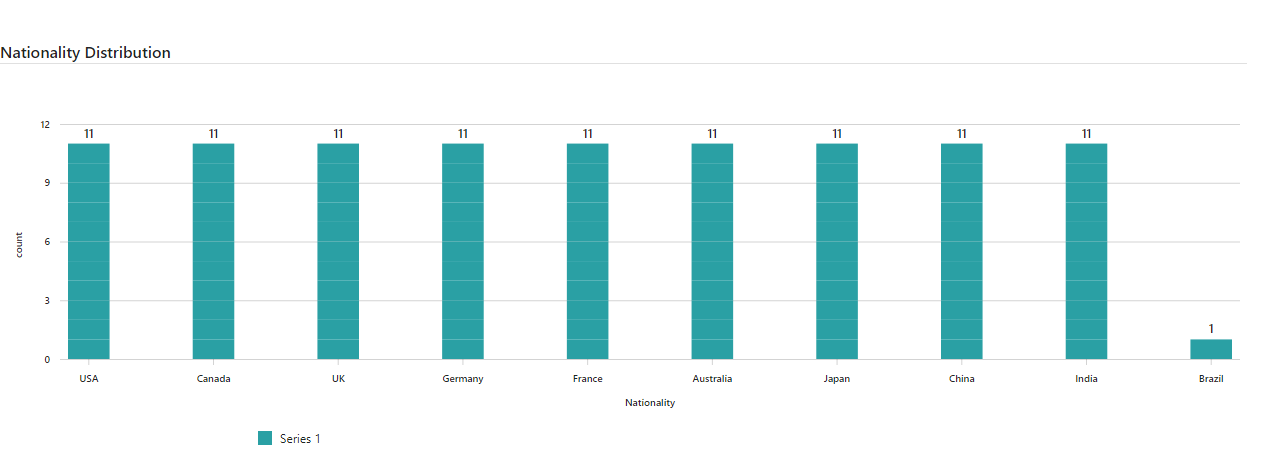 Nationality Distribution
12
11 11 11 11 11 11 11 11 11
9
6
3
1
0
count
USA Canada UK Germany France Australia Japan China India Brazil
Nationality
Series 1